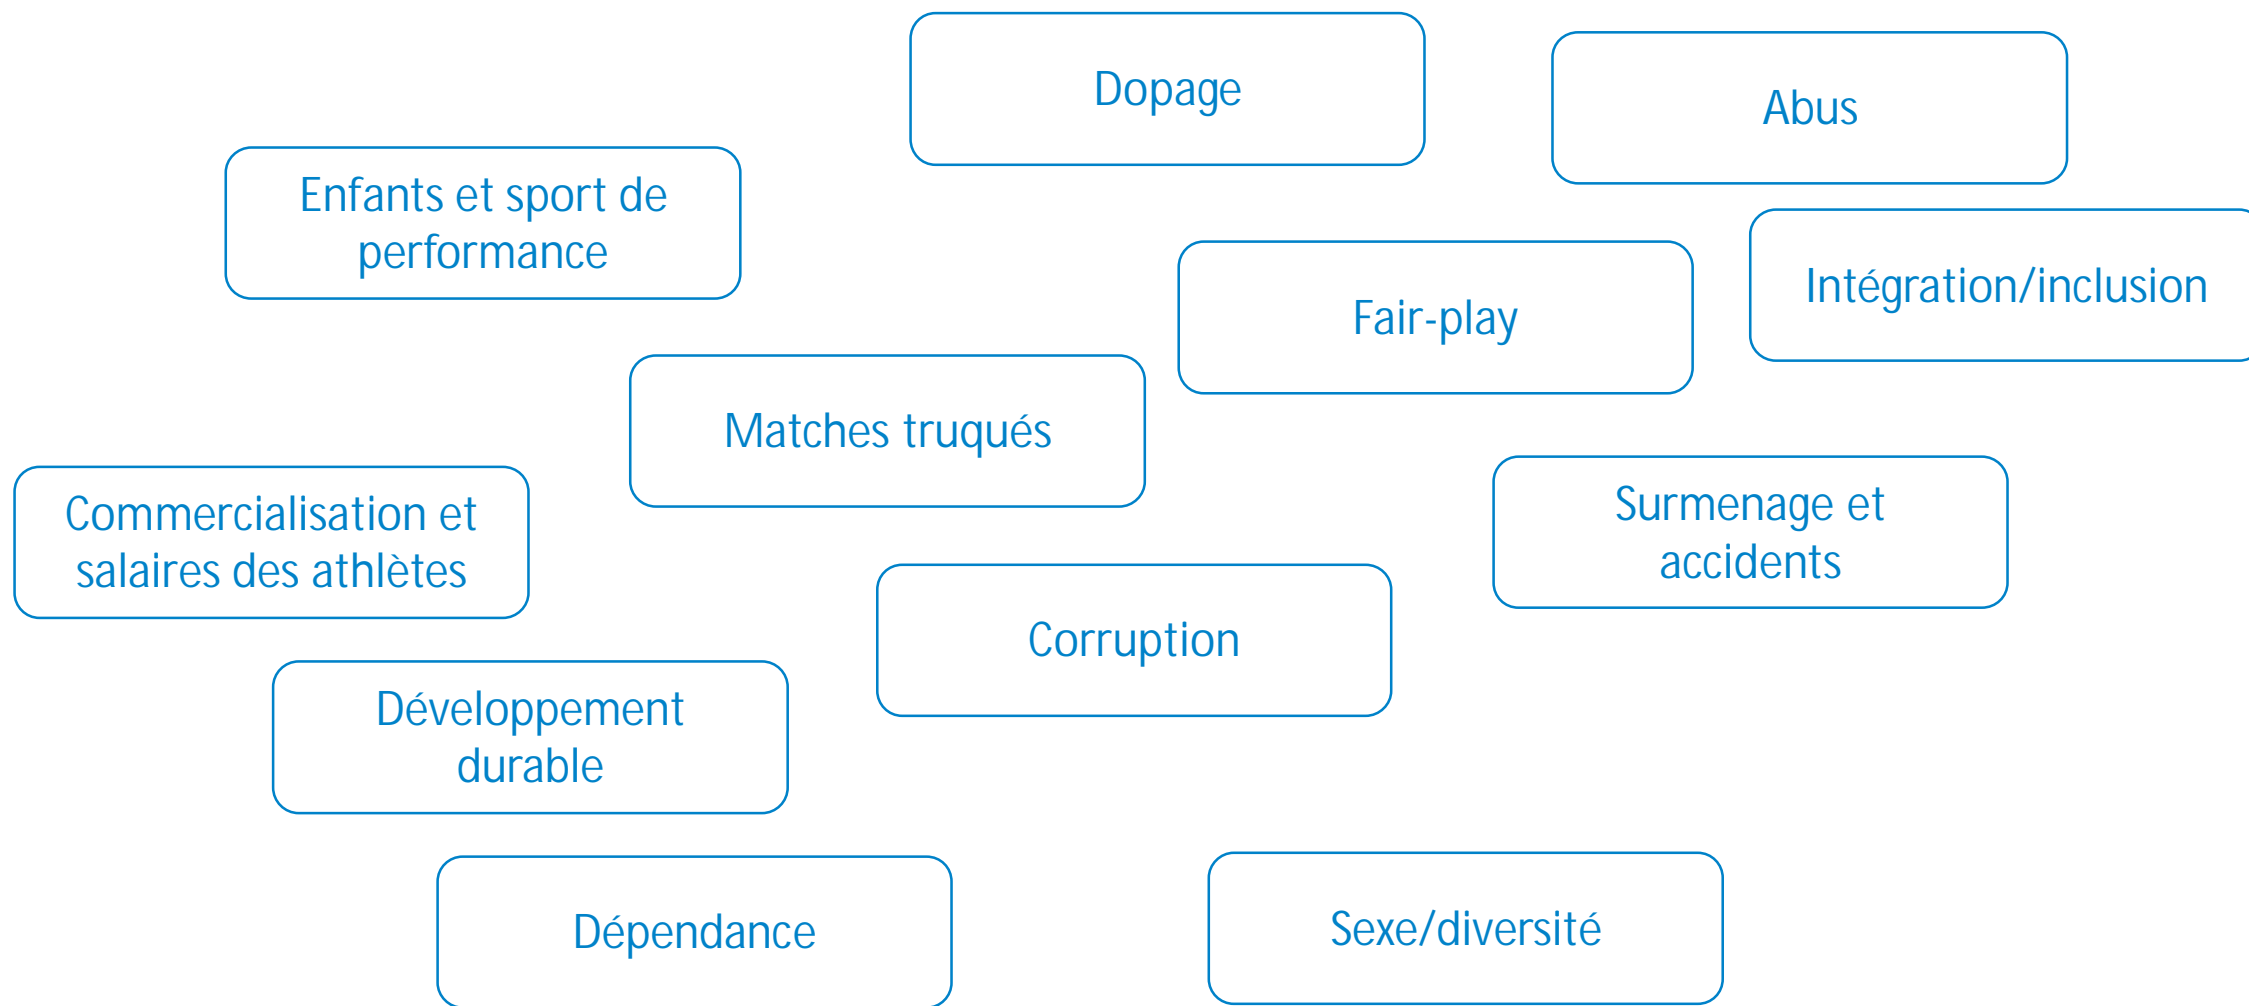 Dopage
Abus
Enfants et sport de
performance
Intégration/inclusion
Fair-play
Matches truqués
Commercialisation et
salaires des athlètes
Surmenage et
accidents
Corruption
Développement
durable
Dépendance
Sexe/diversité